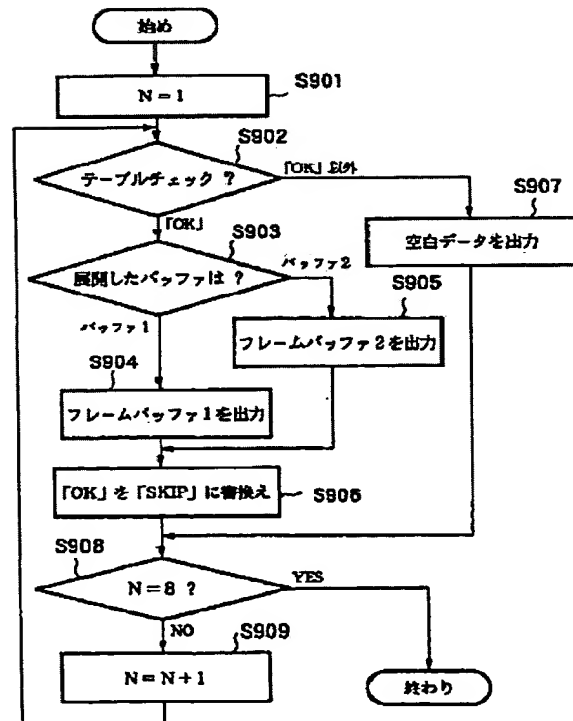 始め
S901
N=1
S902
テーブルチェック ?
「OK」以外
S907
「OK」
S903
空白データを出力
展開したバッファは ?
バッファ2
S905
バッファ1
フレームバッファ2を出力
S904
フレームバッファ1を出力
「OK」を「SKIP」に書換え
S906
S908
N=8 ?
YES
NO
S909
N=N+1
終わり